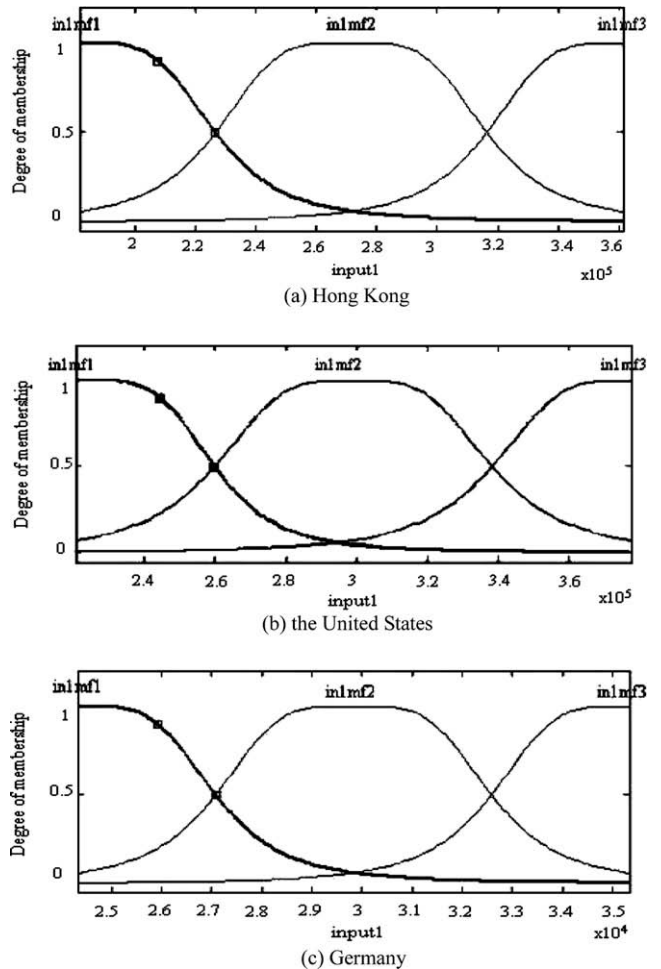 in1mf1 in1mf2 in1mf3
Degree of membership
1
0.5
0
2 2.2 2.4 2.6 2.8 3 3.2 3.4 3.6
input1
x10⁵
(a) Hong Kong
in1mf1 in1mf2 in1mf3
Degree of membership
1
0.5
0
2.4 2.6 2.8 3 3.2 3.4 3.6
input1
x10⁵
(b) the United States
in1mf1 in1mf2 in1mf3
Degree of membership
1
0.5
0
2.5 2.6 2.7 2.8 2.9 3 3.1 3.2 3.3 3.4 3.5
input1
x10⁴
(c) Germany